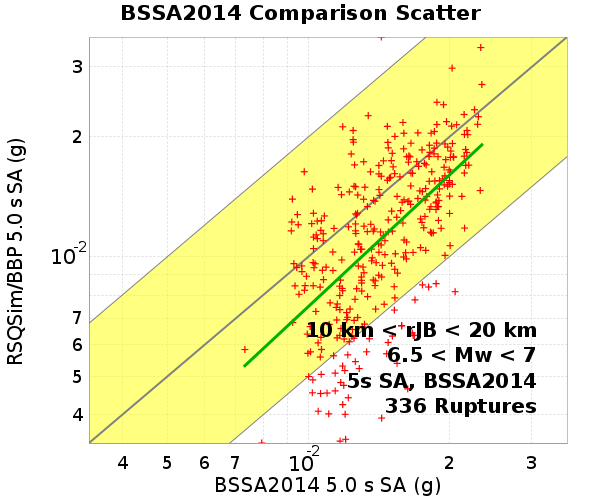 BSSA2014 Comparison Scatter
RSQSim/BBP 5.0 s SA (g)
3
2
10-2
7
6
5
4
10 km < rJB < 20 km
6.5 < Mw < 7
5s SA, BSSA2014
336 Ruptures
4 5 6 7 10-2 2 3
BSSA2014 5.0 s SA (g)